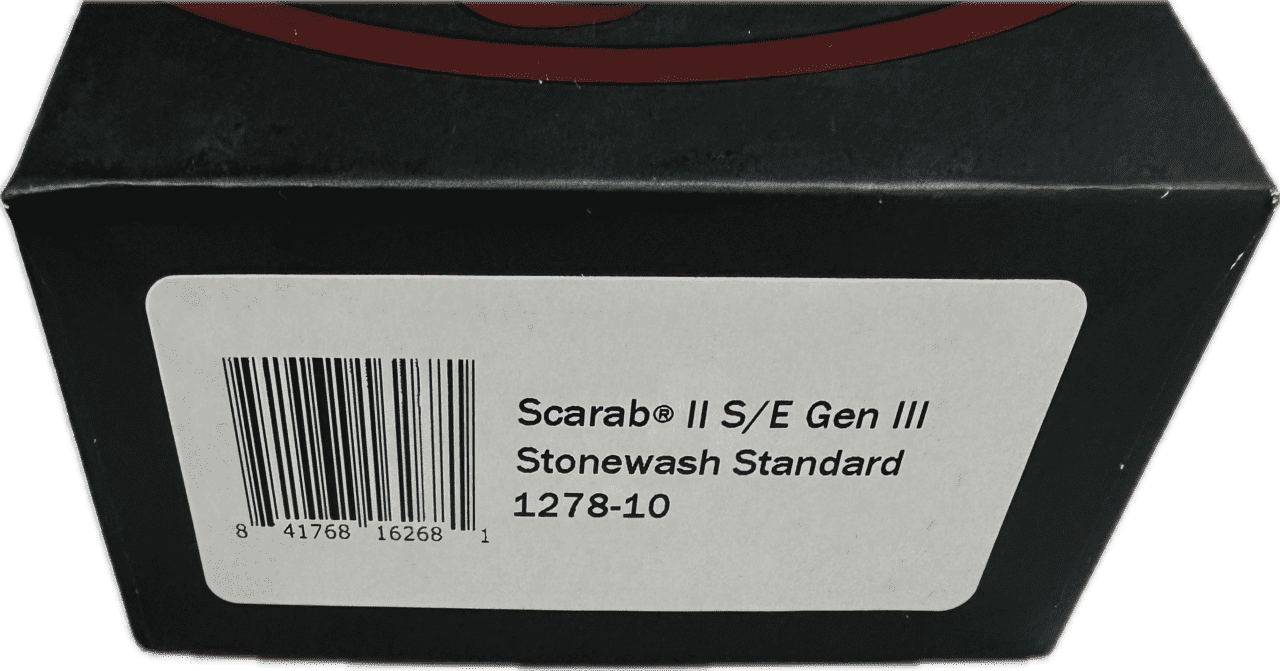 Scarab® II S/E Gen III
Stonewash Standard
1278-10
8 41768 16268 1